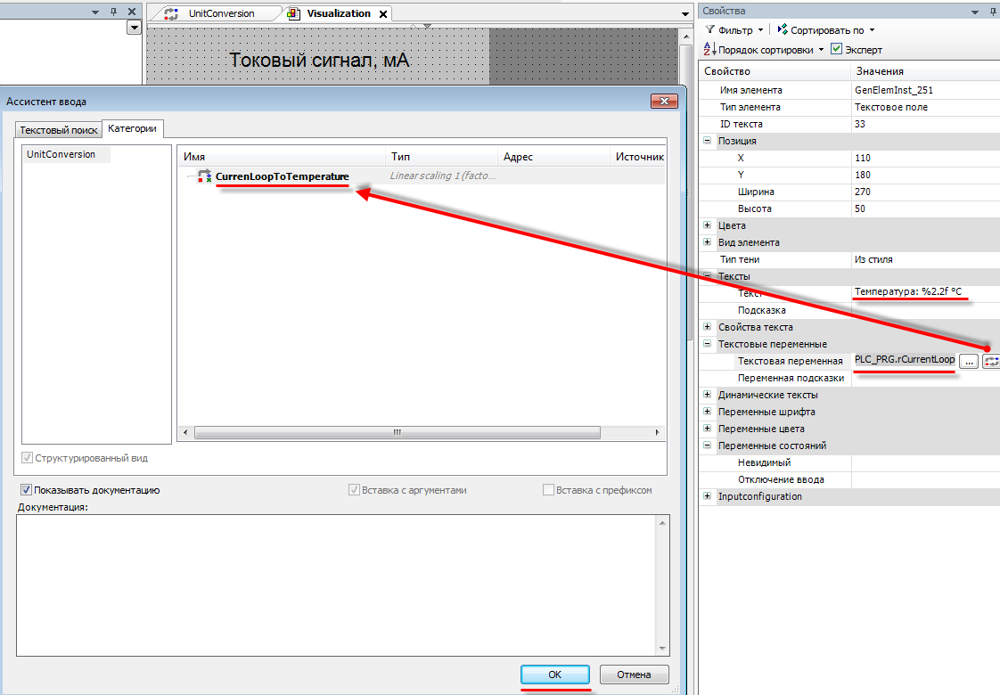 UnitConversion
Visualization
Токовый сигнал, мА
Ассистент ввода
Текстовый поиск
Категории
UnitConversion
Имя
Тип
Адрес
Источник
CurrenLoopToTemperature
Linear scaling 1 (facto...
Структурированный вид
Показывать документацию
Вставка с аргументами
Вставка с префиксом
Документация:
OK
Отмена
Свойства
Фильтр
Сортировать по
Порядок сортировки
Эксперт
Свойство
Значения
Имя элемента
GenElemInst_251
Тип элемента
Текстовое поле
ID текста
33
Позиция
X
110
Y
180
Ширина
270
Высота
50
Цвета
Вид элемента
Тип тени
Из стиля
Тексты
Текст
Температура: %2.2f °C
Подсказка
Свойства текста
Текстовые переменные
Текстовая переменная
PLC_PRG.rCurrentLoop
...
Переменная подсказки
Динамические тексты
Переменные шрифта
Переменные цвета
Переменные состояний
Невидимый
Отключение ввода
Inputconfiguration